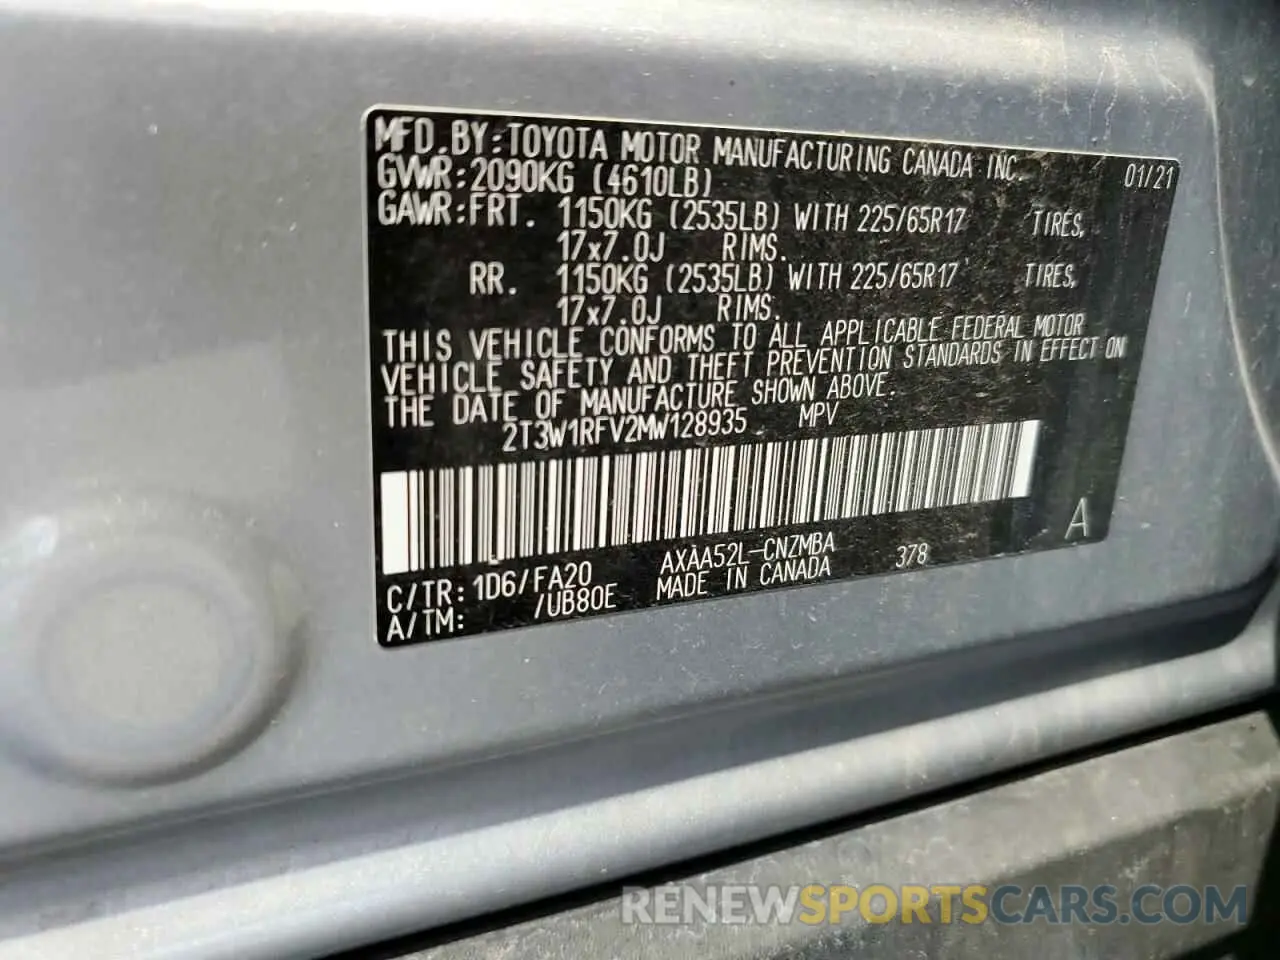 MFD.BY:TOYOTA MOTOR MANUFACTURING CANADA INC. 01/21
GVWR:2090KG (4610LB)
GAWR:FRT. 1150KG (2535LB) WITH 225/65R17 TIRES,
17x7.0J RIMS.
RR. 1150KG (2535LB) WITH 225/65R17 TIRES,
17x7.0J RIMS.
THIS VEHICLE CONFORMS TO ALL APPLICABLE FEDERAL MOTOR
VEHICLE SAFETY AND THEFT PREVENTION STANDARDS IN EFFECT ON
THE DATE OF MANUFACTURE SHOWN ABOVE.
2T3W1RFV2MW128935 MPV
A
C/TR: 1D6/FA20 AXAA52L-CNZMBA 378
A/TM: /UB80E MADE IN CANADA
RENEWSPORTSCARS.COM